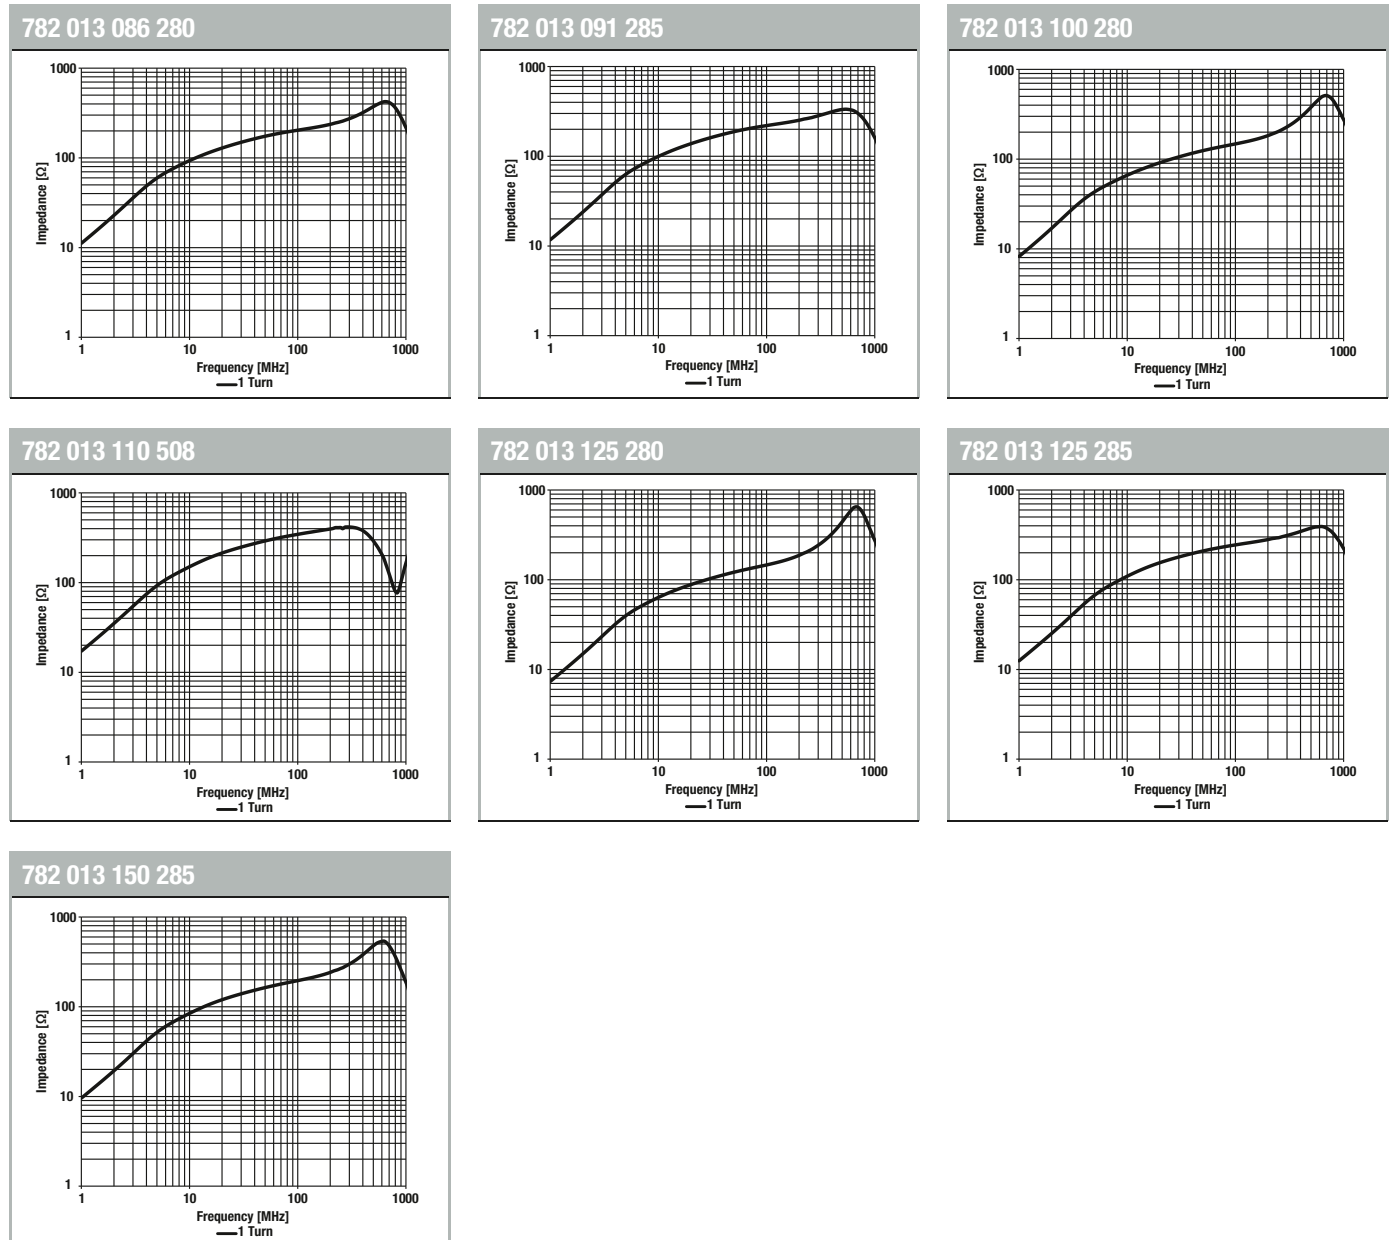 782 013 086 280
1000
100
10
1
Impedance [Ω]
1 10 100 1000
Frequency [MHz]
1 Turn
782 013 091 285
1000
100
10
1
Impedance [Ω]
1 10 100 1000
Frequency [MHz]
1 Turn
782 013 100 280
1000
100
10
1
Impedance [Ω]
1 10 100 1000
Frequency [MHz]
1 Turn
782 013 110 508
1000
100
10
1
Impedance [Ω]
1 10 100 1000
Frequency [MHz]
1 Turn
782 013 125 280
1000
100
10
1
Impedance [Ω]
1 10 100 1000
Frequency [MHz]
1 Turn
782 013 125 285
1000
100
10
1
Impedance [Ω]
1 10 100 1000
Frequency [MHz]
1 Turn
782 013 150 285
1000
100
10
1
Impedance [Ω]
1 10 100 1000
Frequency [MHz]
1 Turn